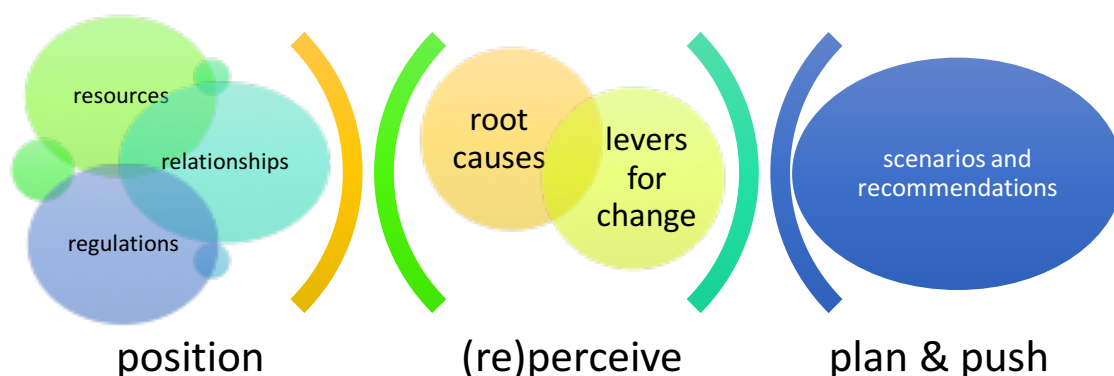 resources
relationships
regulations
root
causes
levers
for
change
scenarios and
recommendations
position
(re)perceive
plan & push